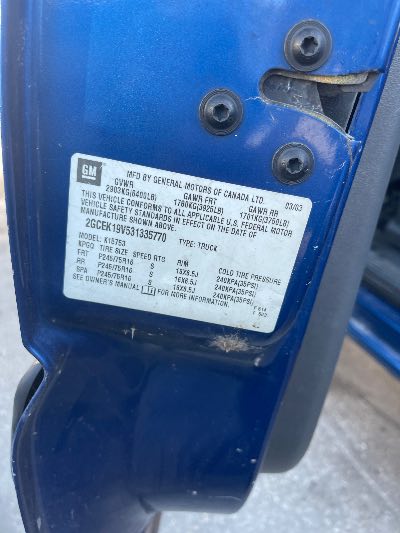 GM
MFD BY GENERAL MOTORS OF CANADA LTD.
03/03
GVWR GAWR FRT GAWR RR
2903KG(6400LB) 1780KG(3925LB) 1701KG(3750LB)
THIS VEHICLE CONFORMS TO ALL APPLICABLE U.S. FEDERAL MOTOR
VEHICLE SAFETY STANDARDS IN EFFECT ON THE DATE OF
MANUFACTURE SHOWN ABOVE.
2GCEK19V531335770 TYPE: TRUCK
MODEL: K15753
KPGQ TIRE SIZE SPEED RTG RIM COLD TIRE PRESSURE
FRT P245/75R16 S 16X6.5J 240KPA(35PSI)
RR P245/75R16 S 16X6.5J 240KPA(35PSI)
SPA P245/75R16 S 16X6.5J 240KPA(35PSI)
SEE OWNER'S MANUAL FOR MORE INFORMATION.